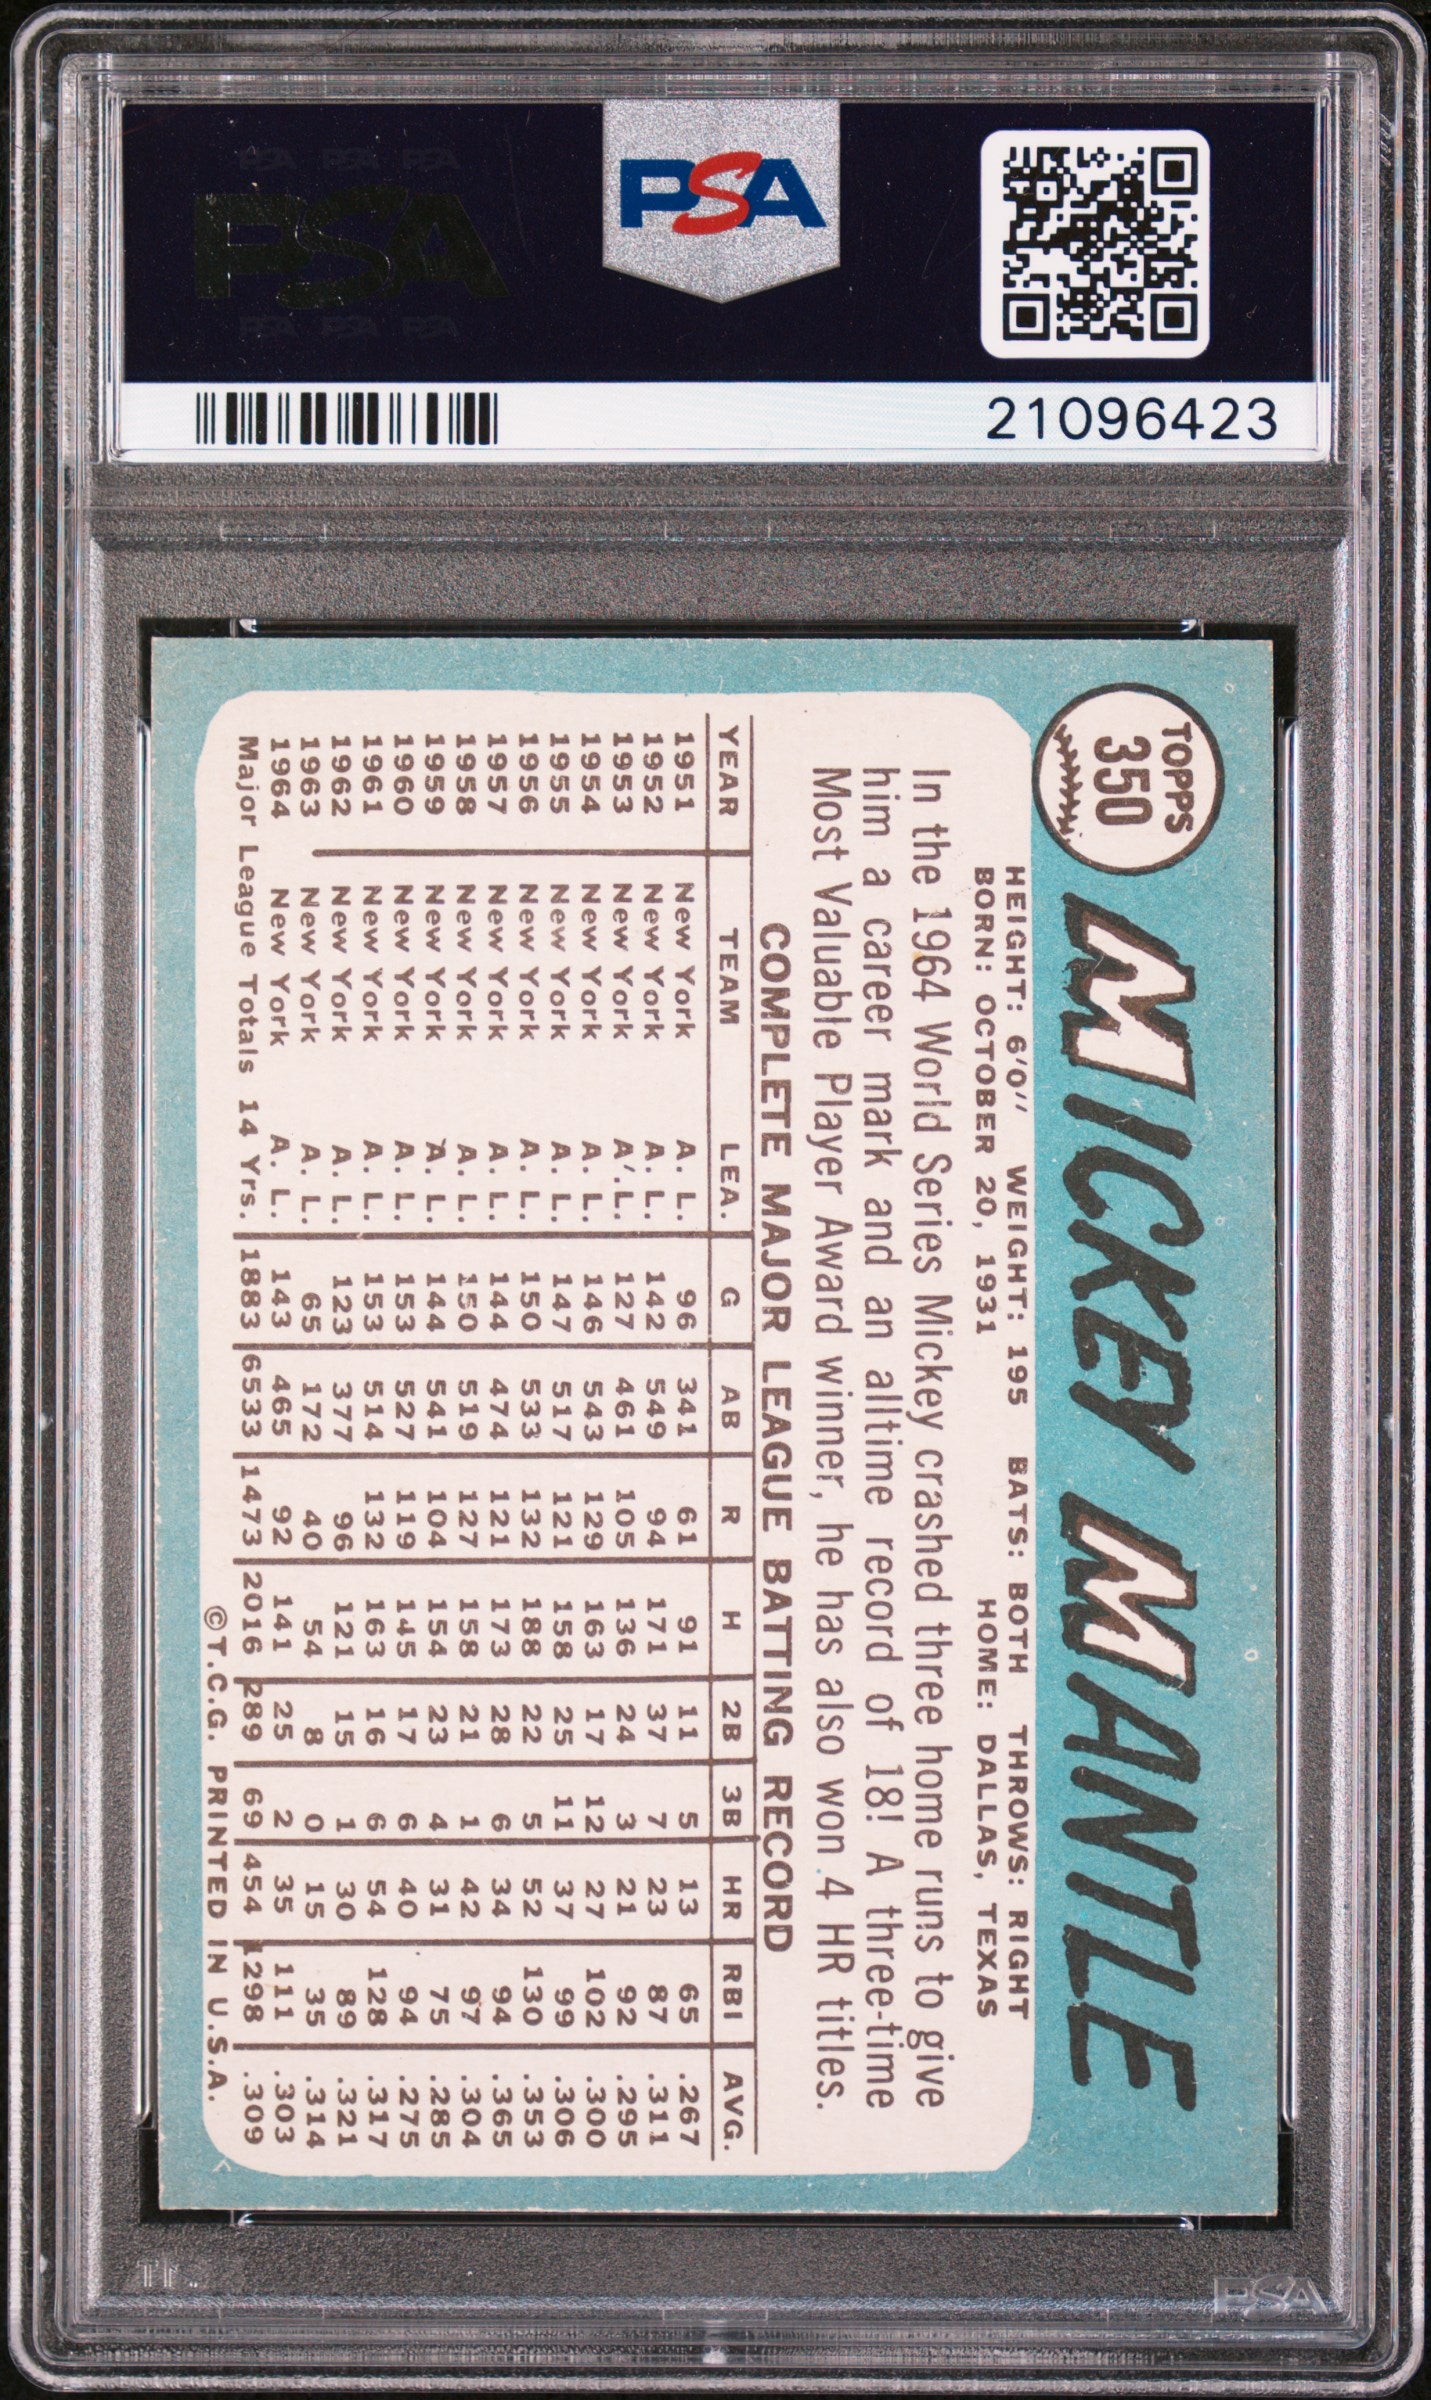 PSA PSA PSA
PSA
PSA PSA PSA
PSA
21096423
TOPPS
350
MICKEY MANTLE
HEIGHT: 6'0" WEIGHT: 195 BATS: BOTH THROWS: RIGHT
BORN: OCTOBER 20, 1931 HOME: DALLAS, TEXAS
In the 1964 World Series Mickey crashed three home runs to give
him a career mark and an alltime record of 18! A three-time
Most Valuable Player Award winner, he has also won 4 HR titles.
COMPLETE MAJOR LEAGUE BATTING RECORD
YEAR TEAM LEA. G AB R H 2B 3B HR RBI AVG.
1951 New York A. L. 96 341 61 91 11 5 13 65 .267
1952 New York A. L. 142 549 94 171 37 7 23 87 .311
1953 New York A'.L. 127 461 105 136 24 3 21 92 .295
1954 New York A. L. 146 543 129 163 17 12 27 102 .300
1955 New York A. L. 147 517 121 158 25 11 37 99 .306
1956 New York A. L. 150 533 132 188 22 5 52 130 .353
1957 New York A. L. 144 474 121 173 28 6 34 94 .365
1958 New York A. L. 150 519 127 158 21 1 42 97 .304
1959 New York A. L. 144 541 104 154 23 4 31 75 .285
1960 New York A. L. 153 527 119 145 17 6 40 94 .275
1961 New York A. L. 153 514 132 163 16 6 54 128 .317
1962 New York A. L. 123 377 96 121 15 1 30 89 .321
1963 New York A. L. 65 172 40 54 8 0 15 35 .314
1964 New York A. L. 143 465 92 141 25 2 35 111 .303
Major League Totals 14 Yrs. 1883 6533 1473 2016 289 69 454 1298 .309
©T.C.G. PRINTED IN U.S.A.
PSA